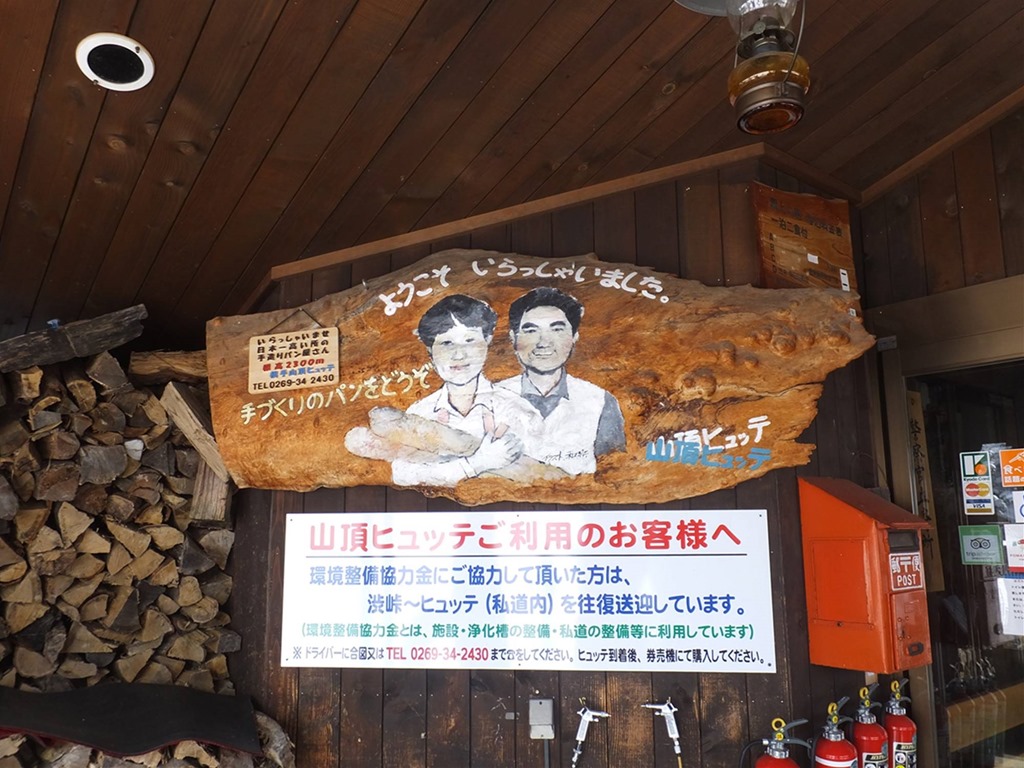 ようこそ いらっしゃいました。
いらっしゃいませ
日本一高い所の
手造りパン屋さん
標高2300m
横手山頂ヒュッテ
TEL0269-34 2430
手づくりのパンをどうぞ
山頂ヒュッテ
山頂ヒュッテご利用のお客様へ
環境整備協力金にご協力して頂いた方は、
渋峠～ヒュッテ（私道内）を往復送迎しています。
（環境整備協力金とは、施設・浄化槽の整備・私道の整備等に利用しています）
※ドライバーに合図又はTEL 0269-34-2430まで☎をしてください。ヒュッテ到着後、券売機にて購入してください。
郵〒便
POST
VISA